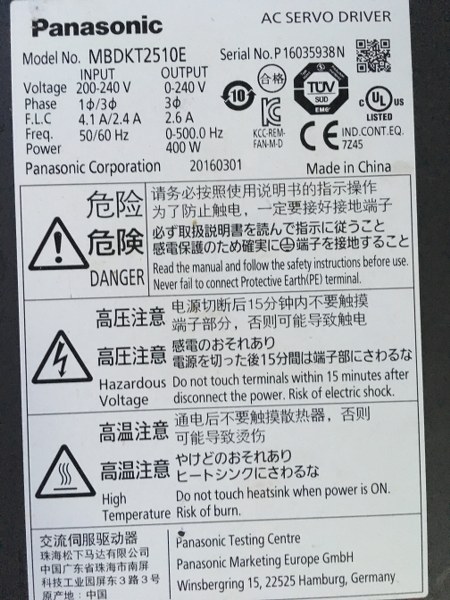 Panasonic
AC SERVO DRIVER
Model No. MBDKT2510E
Serial No. P16035938N
INPUT OUTPUT
Voltage 200-240 V 0-240 V
Phase 1ϕ/3ϕ 3ϕ
F.L.C 4.1 A/2.4 A 2.6 A
Freq. 50/60 Hz 0-500.0 Hz
Power 400 W
合格
10
KCC-REM-
FAN-M-D
TÜV
SÜD
EMC
c UL US
LISTED
CE IND.CONT.EQ.
7Z45
Panasonic Corporation 20160301 Made in China
危险
请务必按照使用说明书的指示操作
为了防止触电，一定要接好接地端子
危険
必ず取扱説明書を読んで指示に従うこと
感電保護のため確実に⏚端子を接地すること
DANGER
Read the manual and follow the safety instructions before use.
Never fail to connect Protective Earth(PE) terminal.
高压注意
电源切断后15分钟内不要触摸
端子部分，否则可能导致触电
高圧注意
感電のおそれあり
電源を切った後15分間は端子部にさわるな
Hazardous
Voltage
Do not touch terminals within 15 minutes after
disconnect the power. Risk of electric shock.
高温注意
通电后不要触摸散热器，否则
可能导致烫伤
高温注意
やけどのおそれあり
ヒートシンクにさわるな
High
Temperature
Do not touch heatsink when power is ON.
Risk of burn.
交流伺服驱动器
珠海松下马达有限公司
中国广东省珠海市南屏
科技工业园屏东３路３号
原产地：中国
Panasonic Testing Centre
Panasonic Marketing Europe GmbH
Winsbergring 15, 22525 Hamburg, Germany